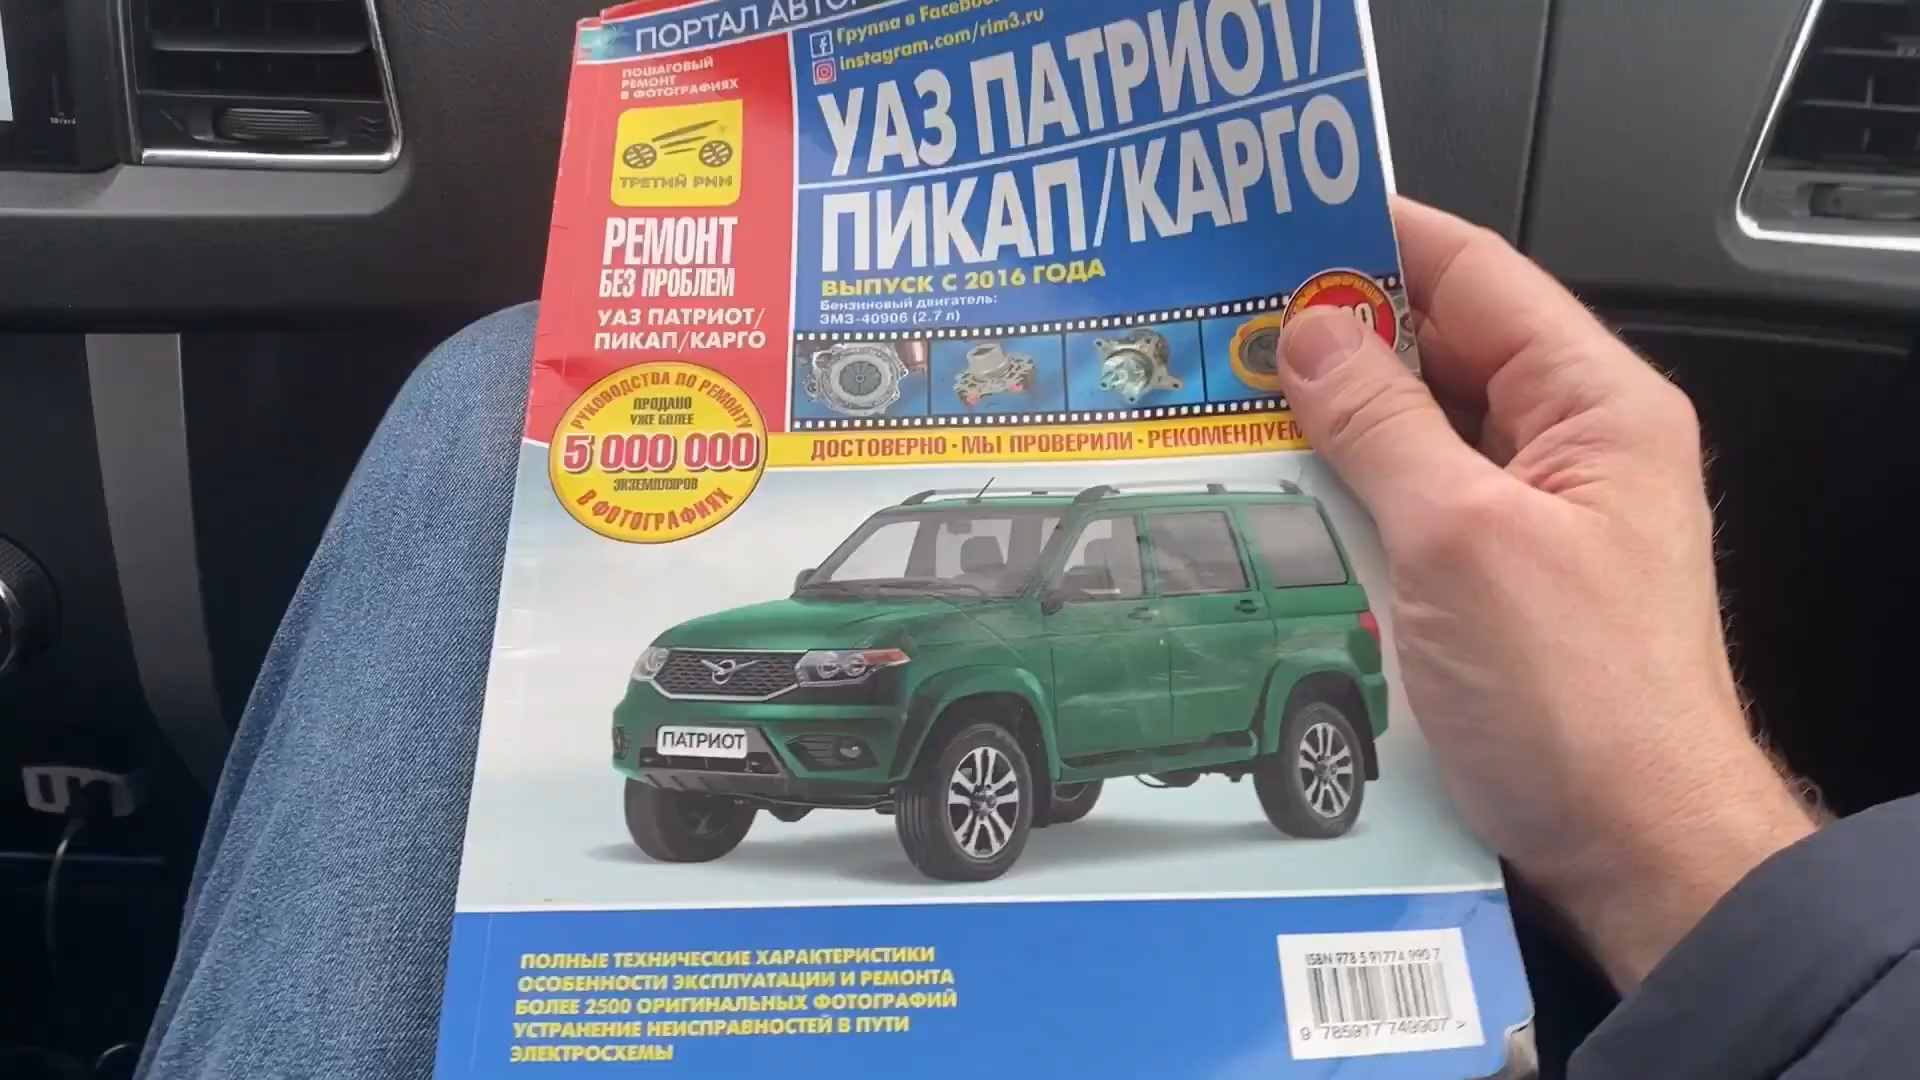 ПОРТАЛ
Группа в
instagram.com/rim3.ru
ПОШАГОВЫЙ
РЕМОНТ
В ФОТОГРАФИЯХ
ТРЕТИЙ РИМ
РЕМОНТ
БЕЗ ПРОБЛЕМ
УАЗ ПАТРИОТ/
ПИКАП/КАРГО
УАЗ ПАТРИОТ/
ПИКАП/КАРГО
ВЫПУСК С 2016 ГОДА
Бензиновый двигатель:
ЗМЗ-40906 (2.7 л)
РУКОВОДСТВА ПО РЕМОНТУ
ПРОДАНО
УЖЕ БОЛЕЕ
5 000 000
ЭКЗЕМПЛЯРОВ
В ФОТОГРАФИЯХ
ДОСТОВЕРНО · МЫ ПРОВЕРИЛИ · РЕКОМЕНДУЕМ
ПАТРИОТ
ПОЛНЫЕ ТЕХНИЧЕСКИЕ ХАРАКТЕРИСТИКИ
ОСОБЕННОСТИ ЭКСПЛУАТАЦИИ И РЕМОНТА
БОЛЕЕ 2500 ОРИГИНАЛЬНЫХ ФОТОГРАФИЙ
УСТРАНЕНИЕ НЕИСПРАВНОСТЕЙ В ПУТИ
ЭЛЕКТРОСХЕМЫ
ISBN 978 5 91774 990 7
9 785917 749907 >